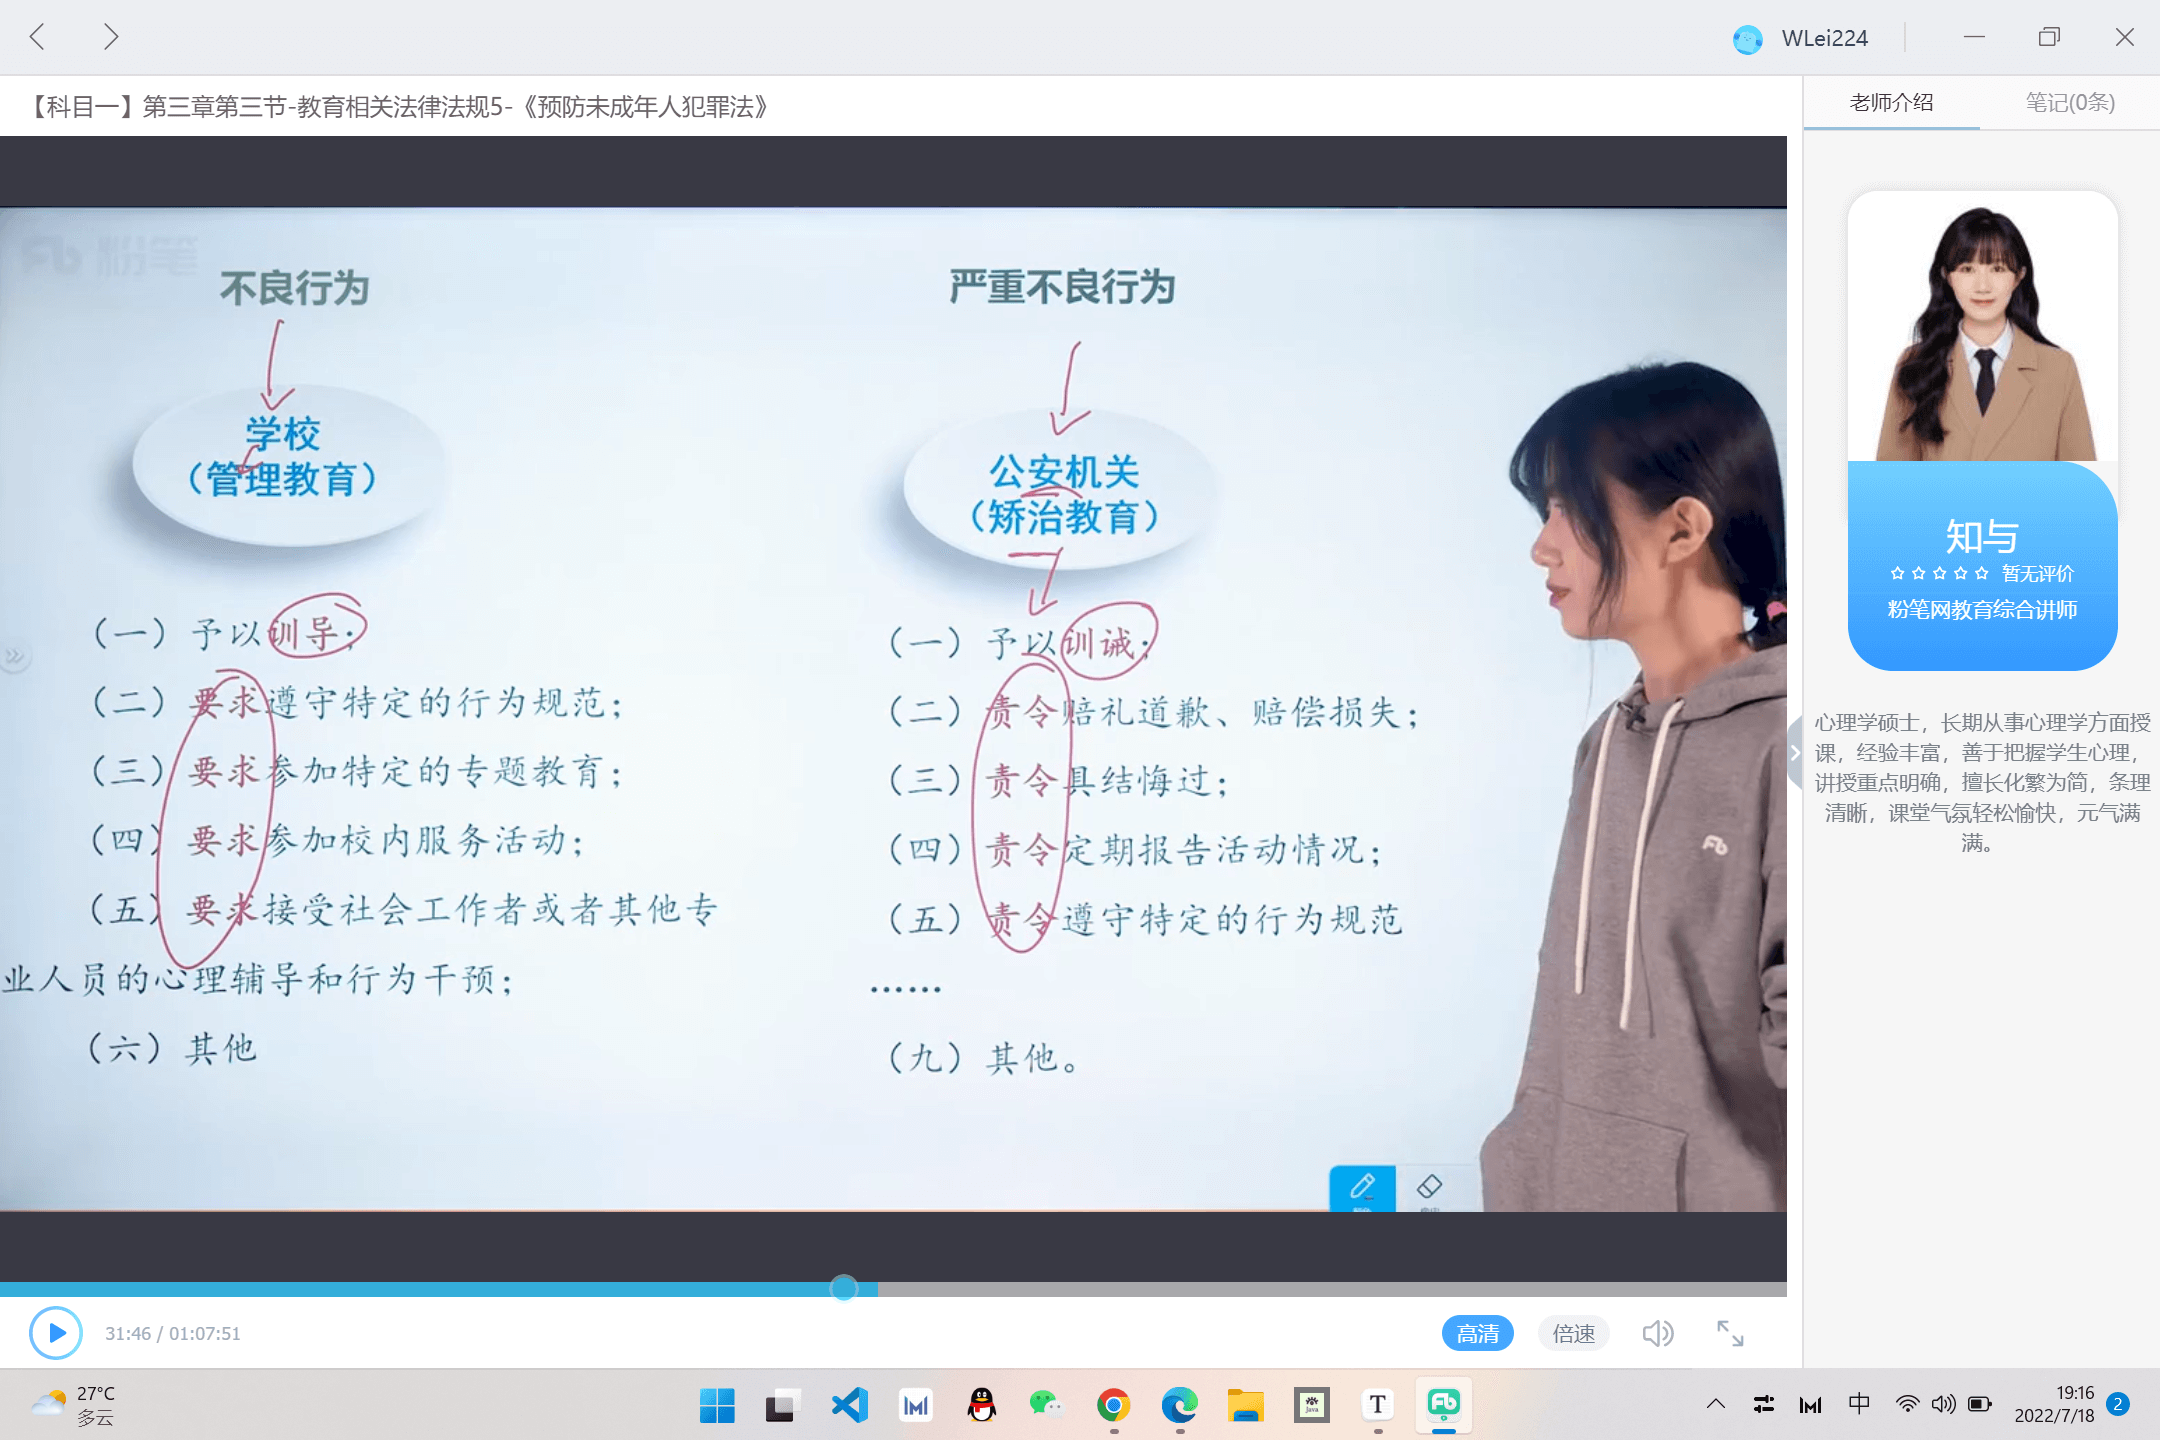 WLei224
【科目一】第三章第三节-教育相关法律法规5-《预防未成年人犯罪法》
老师介绍
笔记(0条)
Fb 粉笔
不良行为
学校
（管理教育）
（一）予以训导；
（二）要求遵守特定的行为规范；
（三）要求参加特定的专题教育；
（四）要求参加校内服务活动；
（五）要求接受社会工作者或者其他专
业人员的心理辅导和行为干预；
（六）其他
严重不良行为
公安机关
（矫治教育）
（一）予以训诫；
（二）责令赔礼道歉、赔偿损失；
（三）责令具结悔过；
（四）责令定期报告活动情况；
（五）责令遵守特定的行为规范
……
（九）其他。
Fb
知与
暂无评价
粉笔网教育综合讲师
心理学硕士，长期从事心理学方面授
课，经验丰富，善于把握学生心理，
讲授重点明确，擅长化繁为简，条理
清晰，课堂气氛轻松愉快，元气满
满。
31:46 / 01:07:51
高清
倍速
27°C
多云
Java
T
Fb
中
19:16
2022/7/18
2